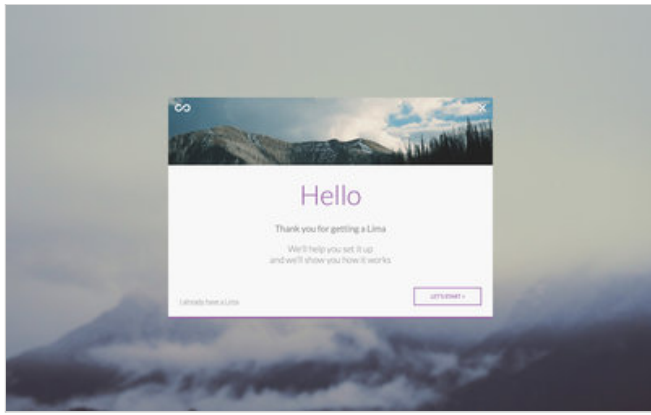 Hello
Thank you for getting a Lima
We'll help you set it up
and we'll show you how it works
I already have a Lima
LET'S START >